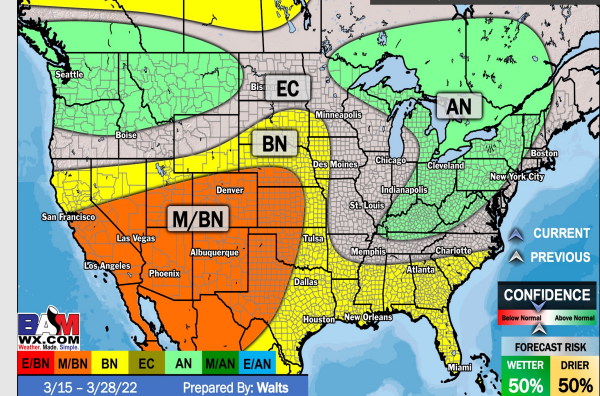 Seattle
Bis
EC
AN
Minneapolis
Boise
BN
Boston
Des Moines
Chicago
Cleveland
New York City
Denver
Indianapolis
M/BN
St. Louis
San Francisco
CURRENT
Las Vegas
Tulsa
Memphis
Charlotte
PREVIOUS
Albuquerque
Los Angeles
Phoenix
Atlanta
Dallas
CONFIDENCE
Houston
New Orleans
Below Normal
Above Normal
BAM
WX.COM
Weather. Made. Simple.
FORECAST RISK
E/BN M/BN BN EC AN M/AN E/AN
WETTER
DRIER
Miami
50%
50%
3/15 – 3/28/22
Prepared By: Walts